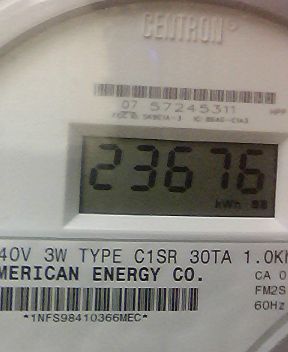 CENTRON®
07 57245311
23676
kWh
40V 3W TYPE C1SR 30TA 1.0Kh
MERICAN ENERGY CO.
CA 0
FM2S
60Hz
*1NFS98410366MEC*